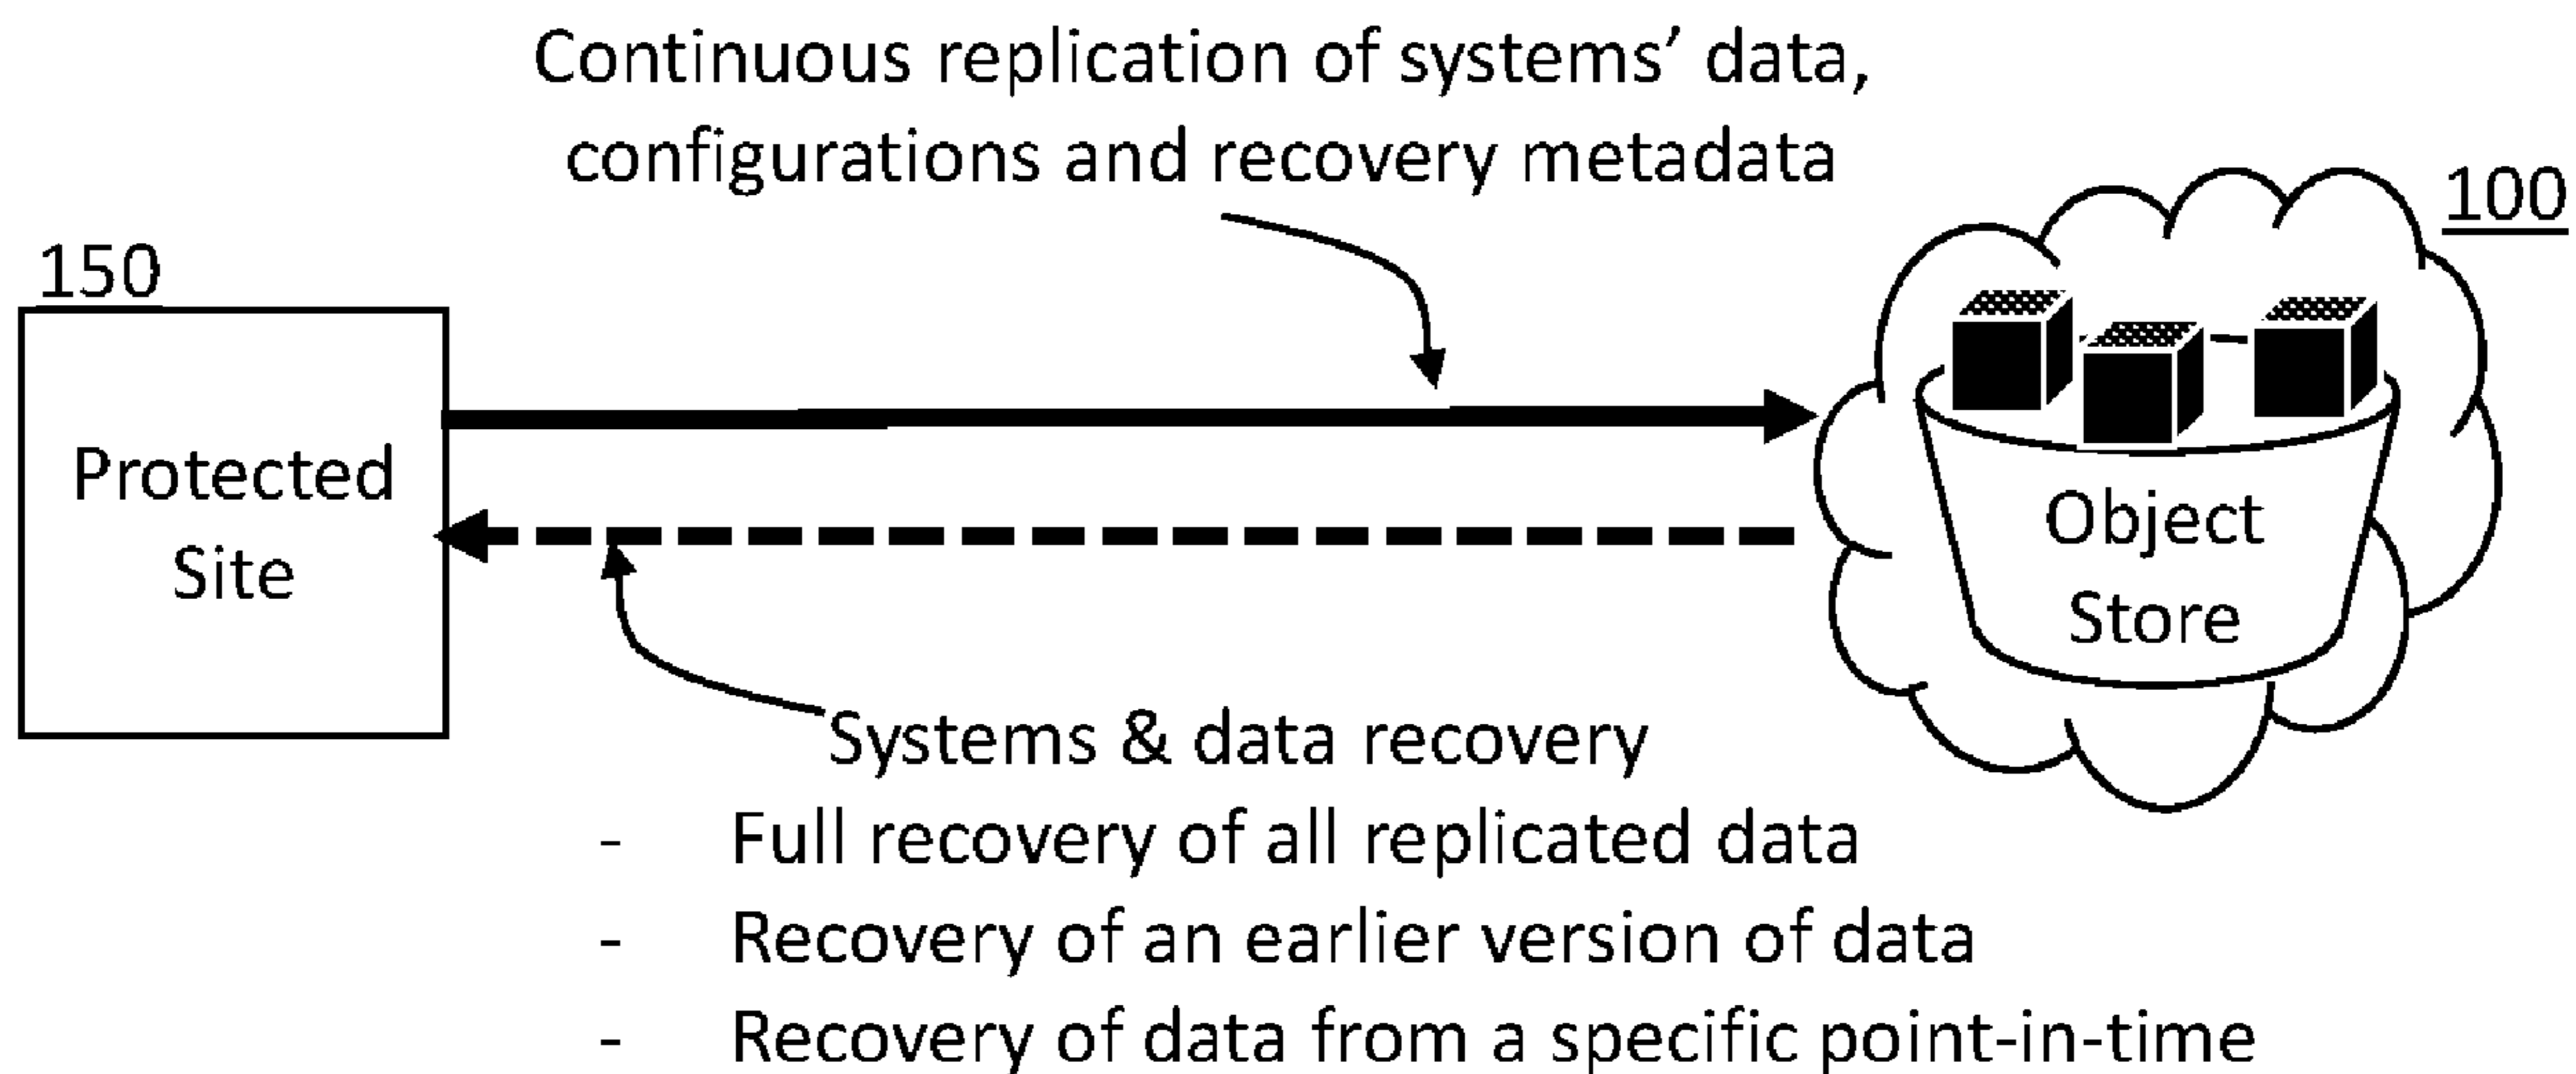 Continuous replication of systems’ data,
configurations and recovery metadata
100
150
Protected
Site
Object
Store
Systems & data recovery
- Full recovery of all replicated data
- Recovery of an earlier version of data
- Recovery of data from a specific point-in-time